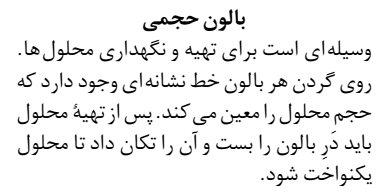 بالون حجمی
وسیله‌ای است برای تهیه و نگهداری محلول‌ها.
روی گردن هر بالون خط نشانه‌ای وجود دارد که
حجم محلول را معین می‌کند. پس از تهیهٔ محلول
باید دَرِ بالون را بست و آن را تکان داد تا محلول
یکنواخت شود.